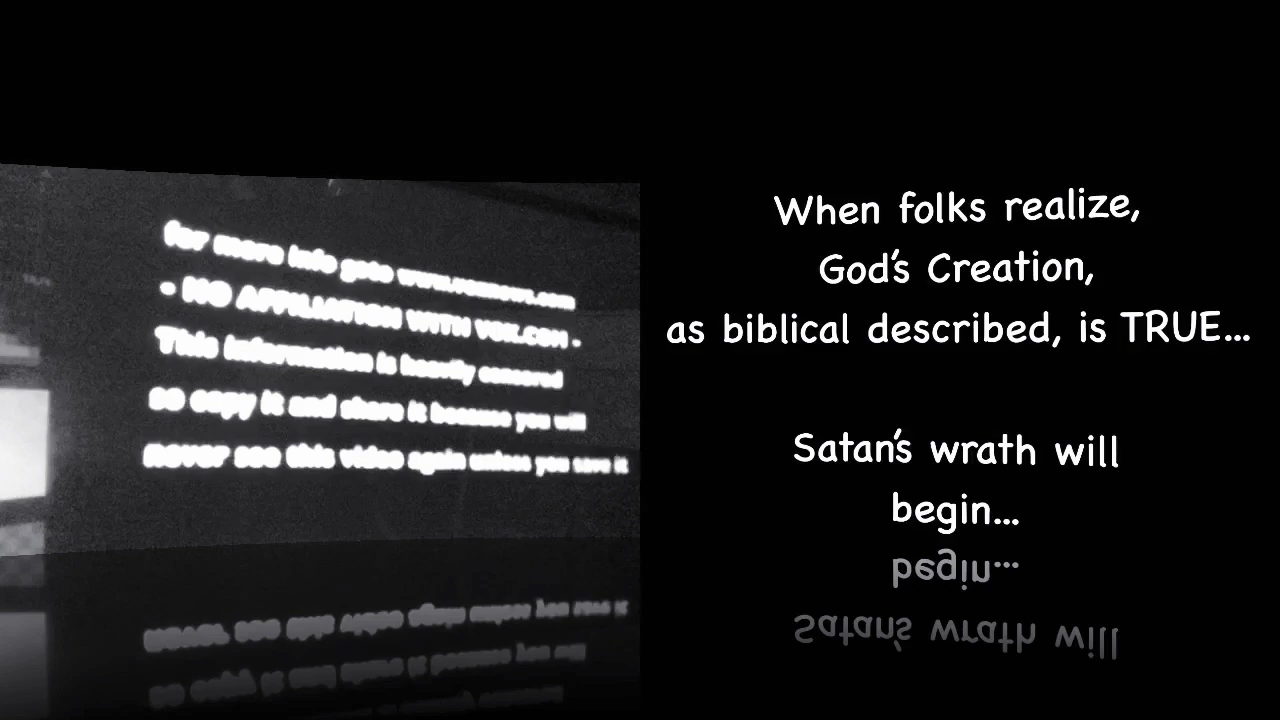 for more info goto
- NO AFFILIATION WITH VOX.COM -
This information is heavily censored
so copy it and share it because you will
never see this video again unless you save it
When folks realize,
God's Creation,
as biblical described, is TRUE...
Satan's wrath will
begin...